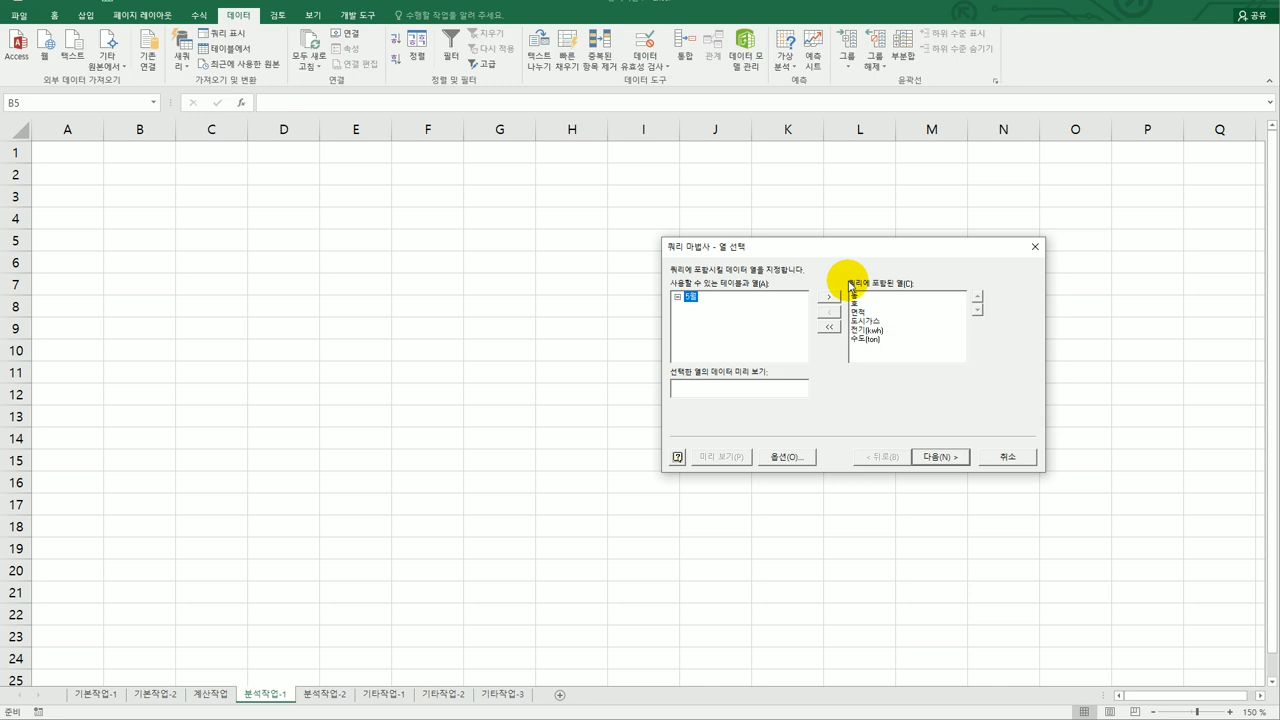 파일 홈 삽입 페이지 레이아웃 수식 데이터 검토 보기 개발 도구 수행할 작업을 알려 주세요. 공유
Access 웹 텍스트 기타 원본에서 기존 연결
외부 데이터 가져오기
새 쿼리 쿼리 표시 테이블에서 최근에 사용한 원본
가져오기 및 변환
모두 새로 고침 연결 속성 연결 편집
연결
정렬 필터 지우기 다시 적용 고급
정렬 및 필터
텍스트 나누기 빠른 채우기 중복된 항목 제거 데이터 유효성 검사 통합 관계 데이터 모델 관리
데이터 도구
가상 분석 예측 시트
예측
그룹 그룹 해제 부분합 하위 수준 표시 하위 수준 숨기기
윤곽선
B5 fx
A B C D E F G H I J K L M N O P Q
1
2
3
4
5
6
7
8
9
10
11
12
13
14
15
16
17
18
19
20
21
22
23
24
25
쿼리 마법사 - 열 선택
쿼리에 포함시킬 데이터 열을 지정합니다.
사용할 수 있는 테이블과 열(A):
5월
> < <<
쿼리에 포함된 열(C):
호
면적
도시가스
전기(kwh)
수도(ton)
선택한 열의 데이터 미리 보기:
미리 보기(P) 옵션(O)... < 뒤로(B) 다음(N) > 취소
기본작업-1 기본작업-2 계산작업 분석작업-1 분석작업-2 기타작업-1 기타작업-2 기타작업-3
준비 150 %